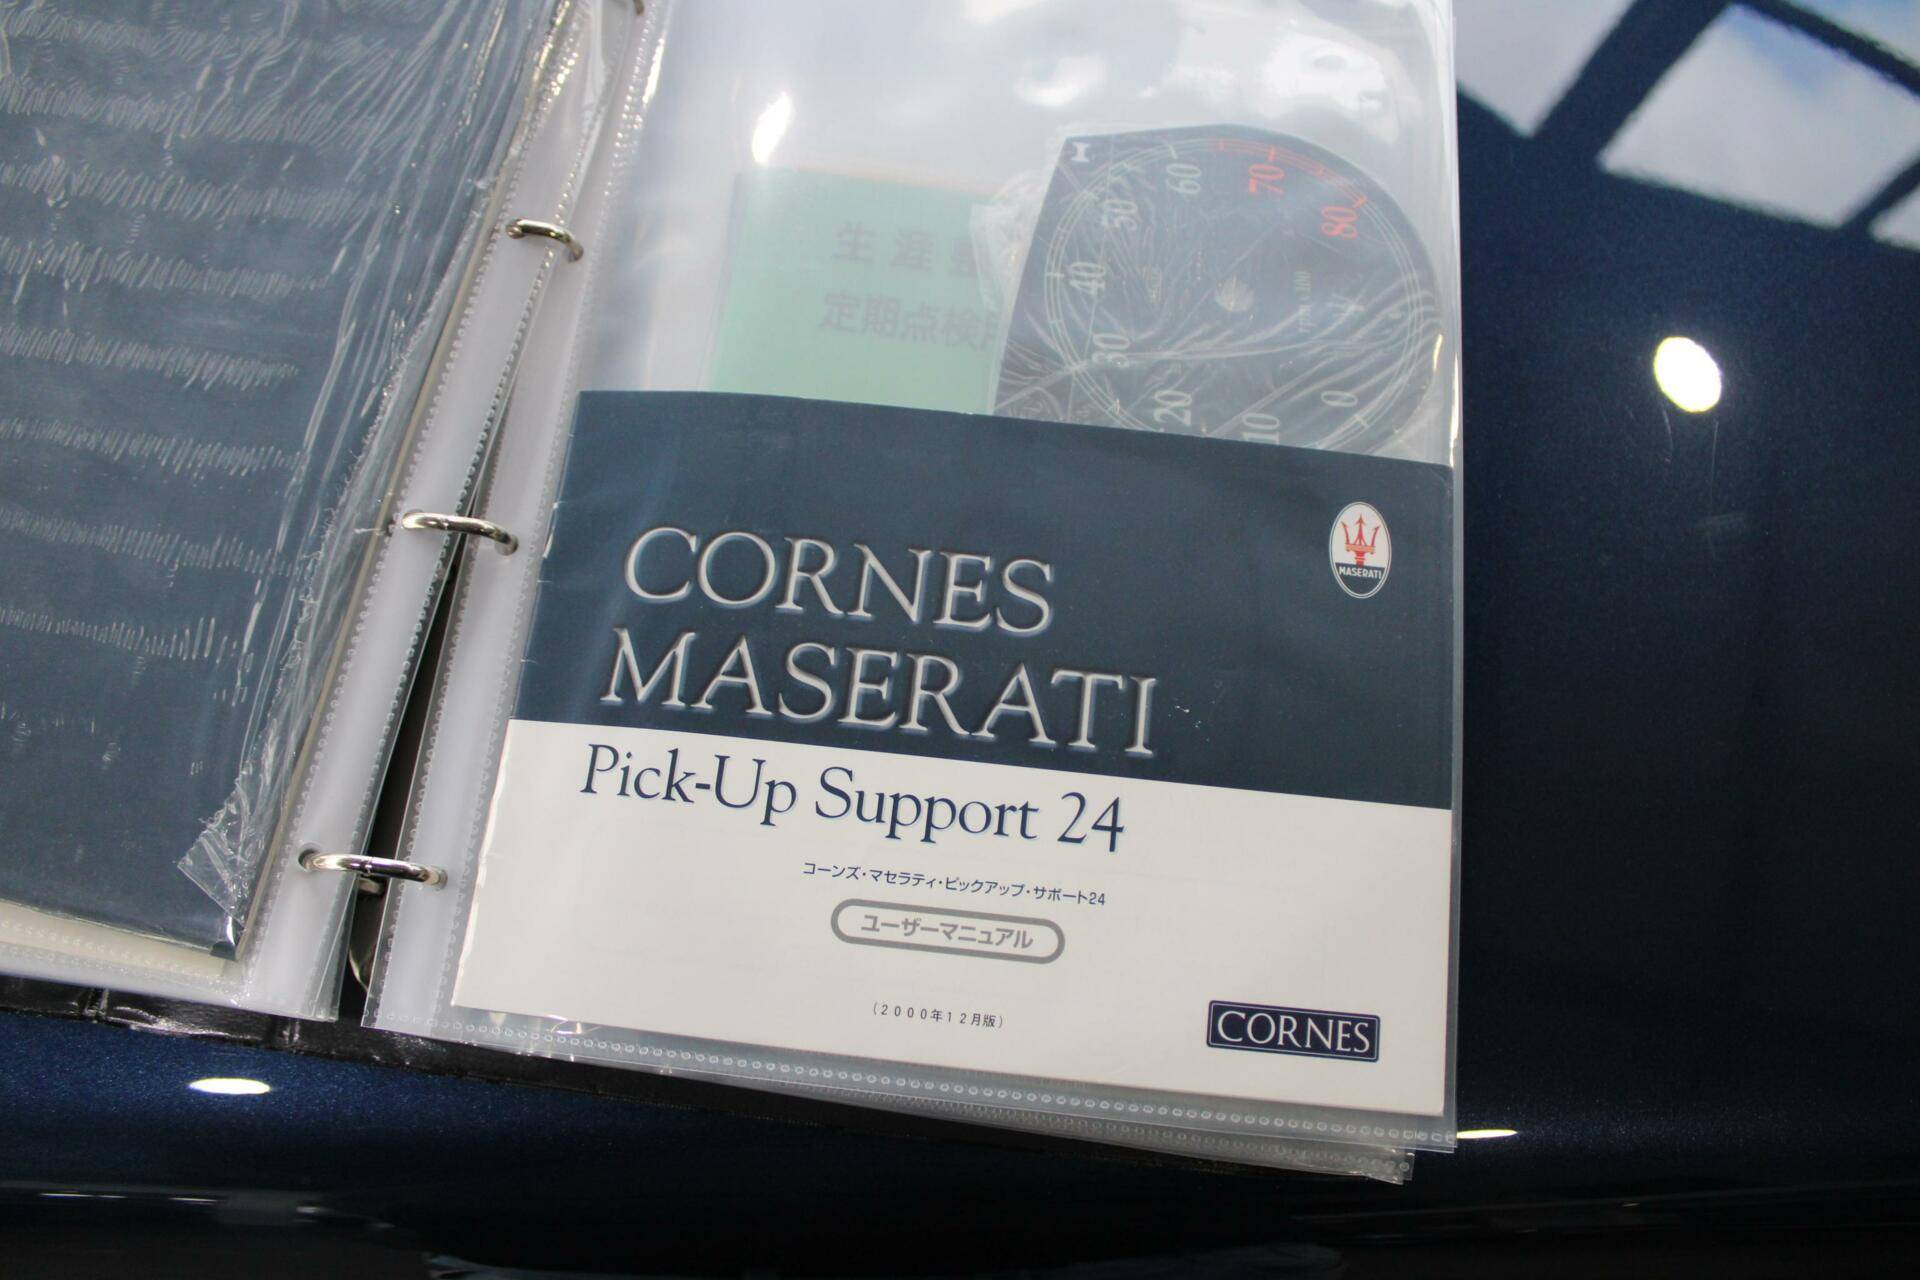 生涯
定期点検
80
70
60
50
40
30
20
10
0
rpm x 100
CORNES
MASERATI
MASERATI
Pick-Up Support 24
コーンズ・マセラティ・ピックアップ・サポート24
ユーザーマニュアル
(2000年12月版)
CORNES